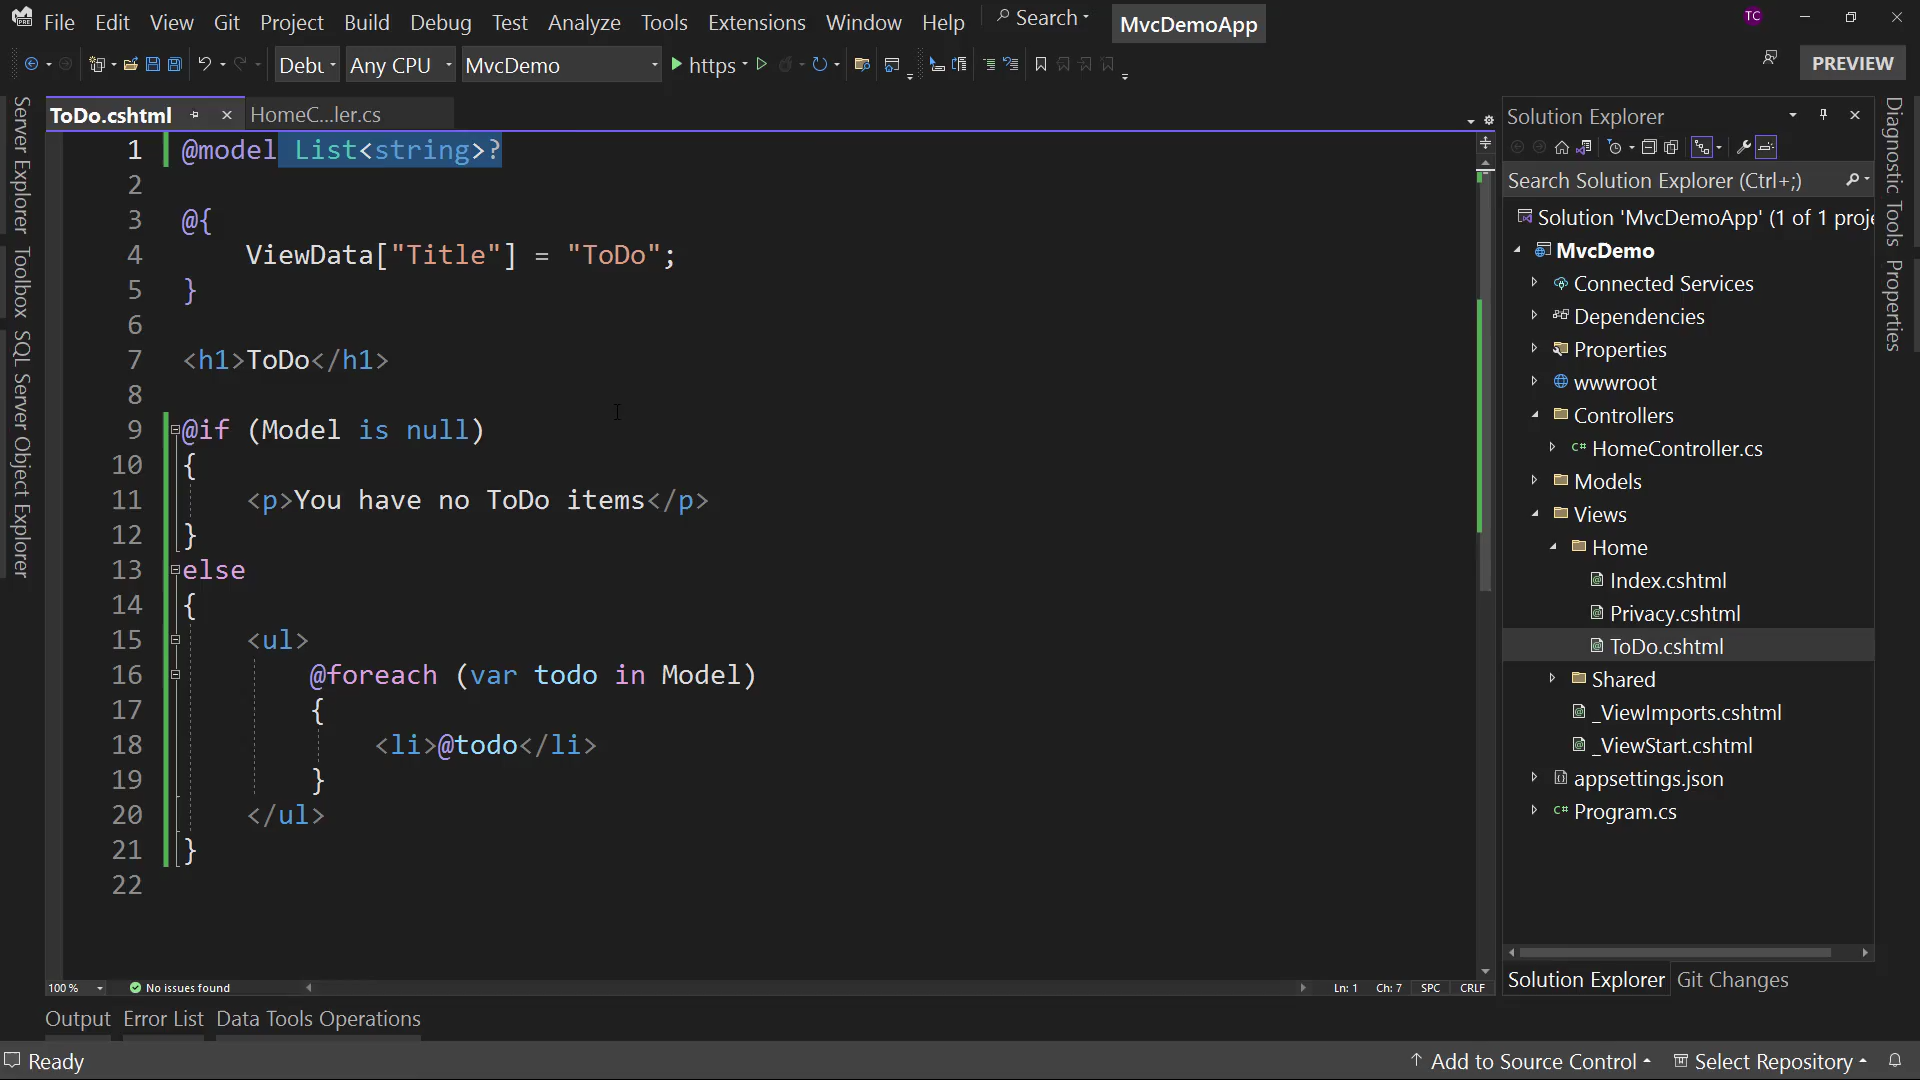 File Edit View Git Project Build Debug Test Analyze Tools Extensions Window Help Search MvcDemoApp TC
Debu Any CPU MvcDemo https PREVIEW
Server Explorer
Toolbox
SQL Server Object Explorer
ToDo.cshtml HomeC...ler.cs
1 @model List<string>?
2
3 @{
4 ViewData["Title"] = "ToDo";
5 }
6
7 <h1>ToDo</h1>
8
9 @if (Model is null)
10 {
11 <p>You have no ToDo items</p>
12 }
13 else
14 {
15 <ul>
16 @foreach (var todo in Model)
17 {
18 <li>@todo</li>
19 }
20 </ul>
21 }
22
100 % No issues found Ln: 1 Ch: 7 SPC CRLF
Solution Explorer
Search Solution Explorer (Ctrl+;)
Solution 'MvcDemoApp' (1 of 1 proje
MvcDemo
Connected Services
Dependencies
Properties
wwwroot
Controllers
C# HomeController.cs
Models
Views
Home
Index.cshtml
Privacy.cshtml
ToDo.cshtml
Shared
_ViewImports.cshtml
_ViewStart.cshtml
appsettings.json
C# Program.cs
Solution Explorer Git Changes
Diagnostic Tools
Properties
Output Error List Data Tools Operations
Ready Add to Source Control Select Repository